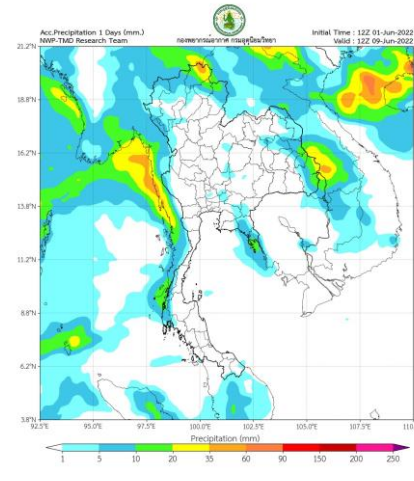 Acc.Precipitation 1 Days (mm.)
NWP-TMD Research Team
กองพยากรณ์อากาศ กรมอุตุนิยมวิทยา
Initial Time : 12Z 01-Jun-2022
Valid : 12Z 09-Jun-2022
21.2°N
18.8°N
16.2°N
13.8°N
11.2°N
8.8°N
6.2°N
3.8°N
92.5°E 95.0°E 97.5°E 100.0°E 102.5°E 105.0°E 107.5°E 110
Precipitation (mm)
1 5 10 20 35 60 90 150 200 250